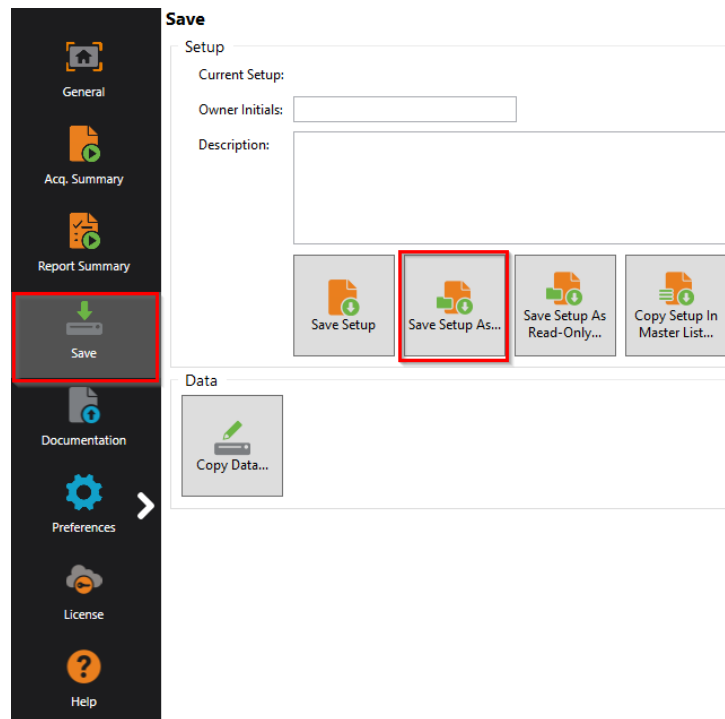 General
Acq. Summary
Report Summary
Save
Documentation
Preferences
License
Help
Save
Setup
Current Setup:
Owner Initials:
Description:
Save Setup
Save Setup As...
Save Setup As
Read-Only...
Copy Setup In
Master List...
Data
Copy Data...